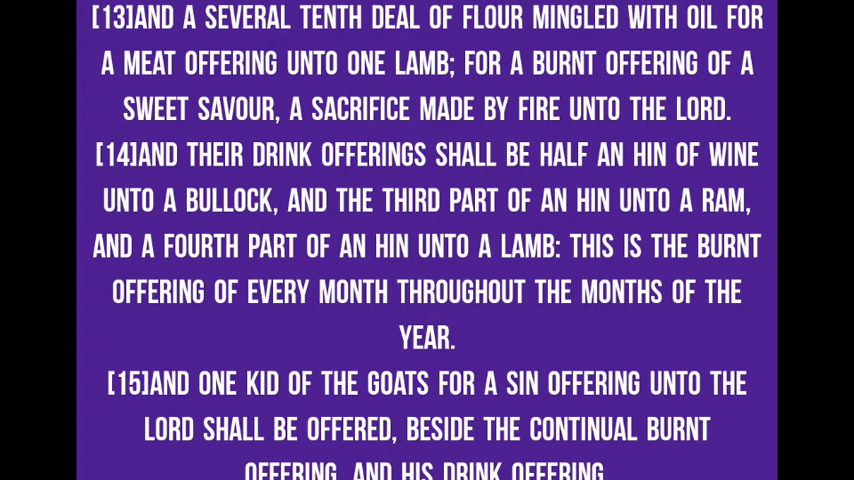 [13]AND A SEVERAL TENTH DEAL OF FLOUR MINGLED WITH OIL FOR
A MEAT OFFERING UNTO ONE LAMB; FOR A BURNT OFFERING OF A
SWEET SAVOUR, A SACRIFICE MADE BY FIRE UNTO THE LORD.
[14]AND THEIR DRINK OFFERINGS SHALL BE HALF AN HIN OF WINE
UNTO A BULLOCK, AND THE THIRD PART OF AN HIN UNTO A RAM,
AND A FOURTH PART OF AN HIN UNTO A LAMB: THIS IS THE BURNT
OFFERING OF EVERY MONTH THROUGHOUT THE MONTHS OF THE
YEAR.
[15]AND ONE KID OF THE GOATS FOR A SIN OFFERING UNTO THE
LORD SHALL BE OFFERED, BESIDE THE CONTINUAL BURNT
OFFERING, AND HIS DRINK OFFERING.